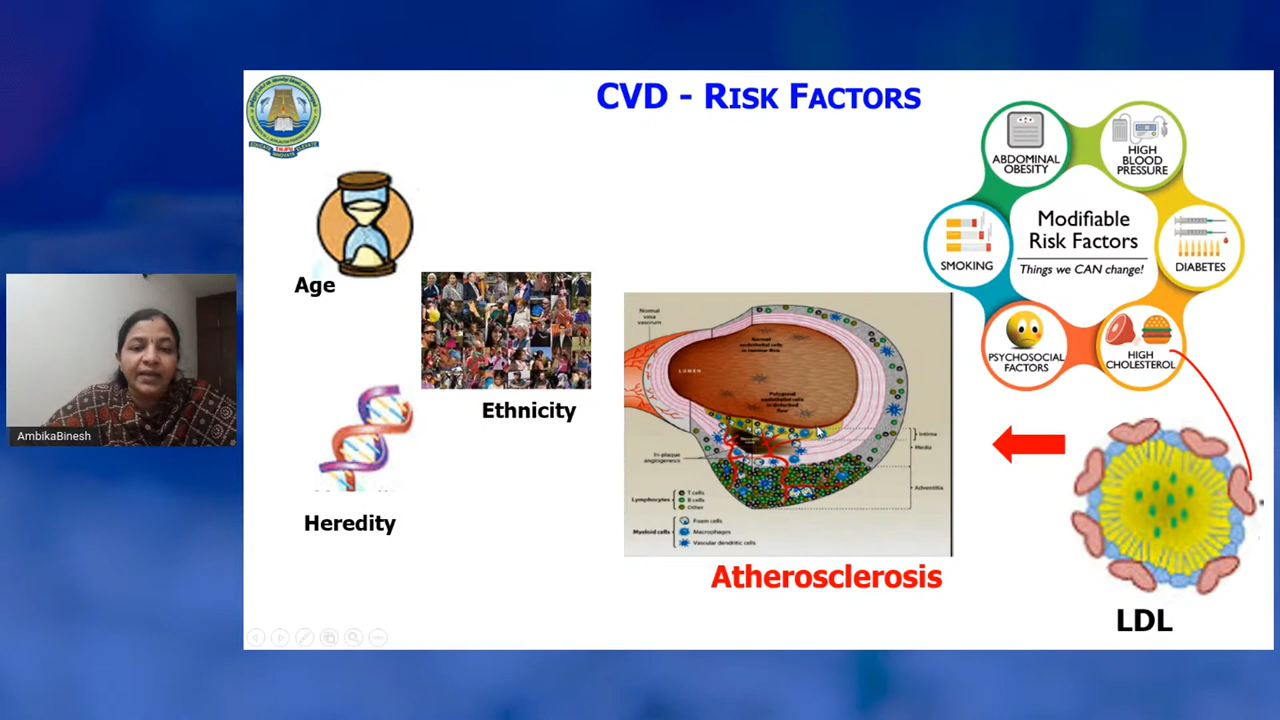 CVD - RISK FACTORS
Age
Ethnicity
Heredity
ABDOMINAL
OBESITY
HIGH
BLOOD
PRESSURE
SMOKING
Modifiable
Risk Factors
Things we CAN change!
DIABETES
PSYCHOSOCIAL
FACTORS
HIGH
CHOLESTEROL
Normal
vasa
vasorum
Normal
endothelial cells
in laminar flow
LUMEN
Polygonal
endothelial cells
in disturbed
flow
In-plaque
angiogenesis
Intima
Media
Adventitia
Lymphocytes
T cells
B cells
Other
Myeloid cells
Foam cells
Macrophages
Vascular dendritic cells
Atherosclerosis
LDL
AmbikaBinesh